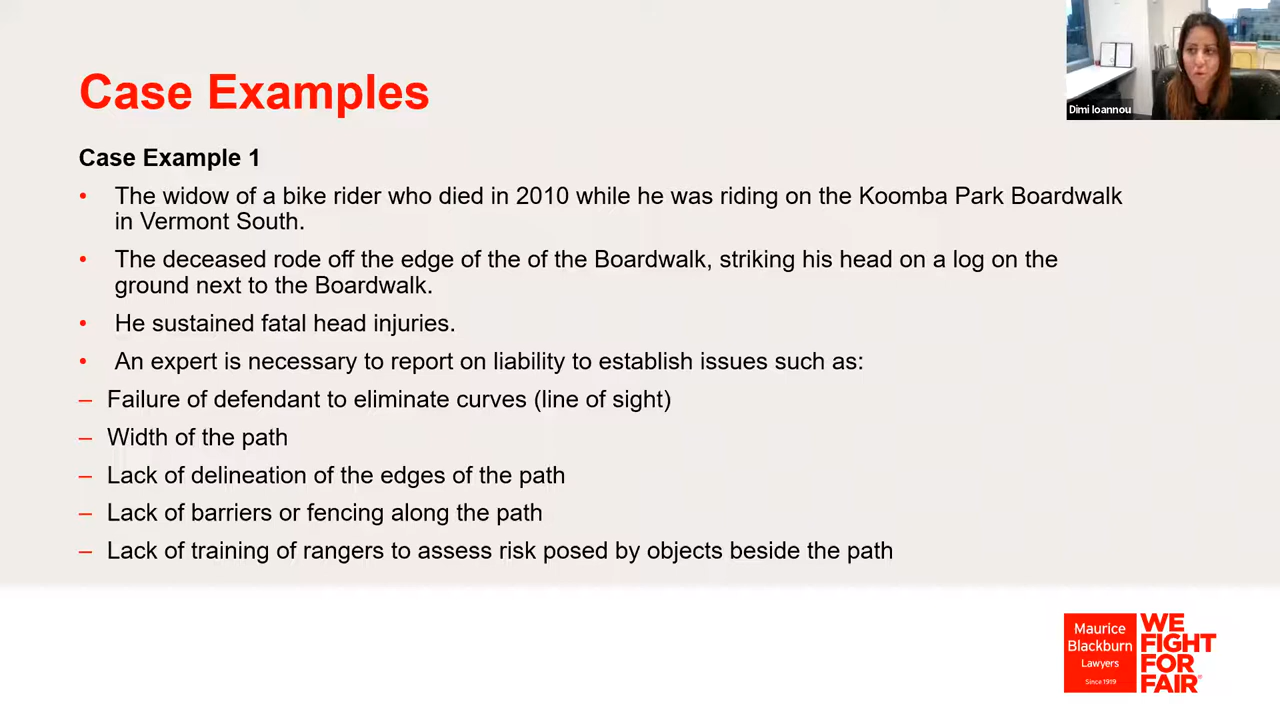 Case Examples
Dimi Ioannou
Case Example 1
• The widow of a bike rider who died in 2010 while he was riding on the Koomba Park Boardwalk
in Vermont South.
• The deceased rode off the edge of the of the Boardwalk, striking his head on a log on the
ground next to the Boardwalk.
• He sustained fatal head injuries.
• An expert is necessary to report on liability to establish issues such as:
– Failure of defendant to eliminate curves (line of sight)
– Width of the path
– Lack of delineation of the edges of the path
– Lack of barriers or fencing along the path
– Lack of training of rangers to assess risk posed by objects beside the path
Maurice
Blackburn
Lawyers
Since 1919
WE
FIGHT
FOR
FAIR